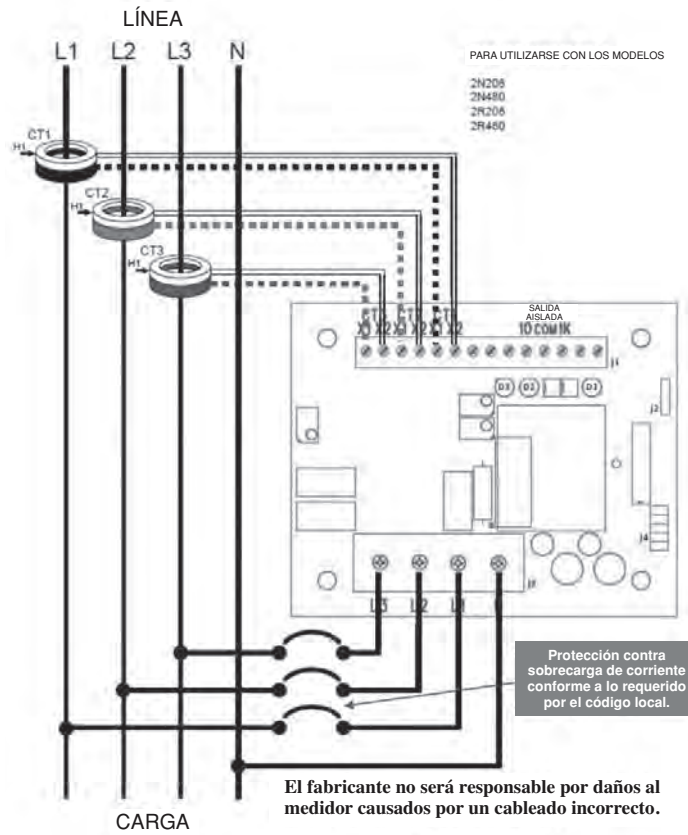 LÍNEA
L1 L2 L3 N
PARA UTILIZARSE CON LOS MODELOS
2N208
2N480
2R208
2R480
CT1
H1
CT2
H1
CT3
H1
SALIDA
AISLADA
X1 X2 X1 X2 X1 X2 10 COM 1K
J1
D3 D2 D1
J2
J4
L3 L2 L1
Protección contra
sobrecarga de corriente
conforme a lo requerido
por el código local.
El fabricante no será responsable por daños al
medidor causados por un cableado incorrecto.
CARGA